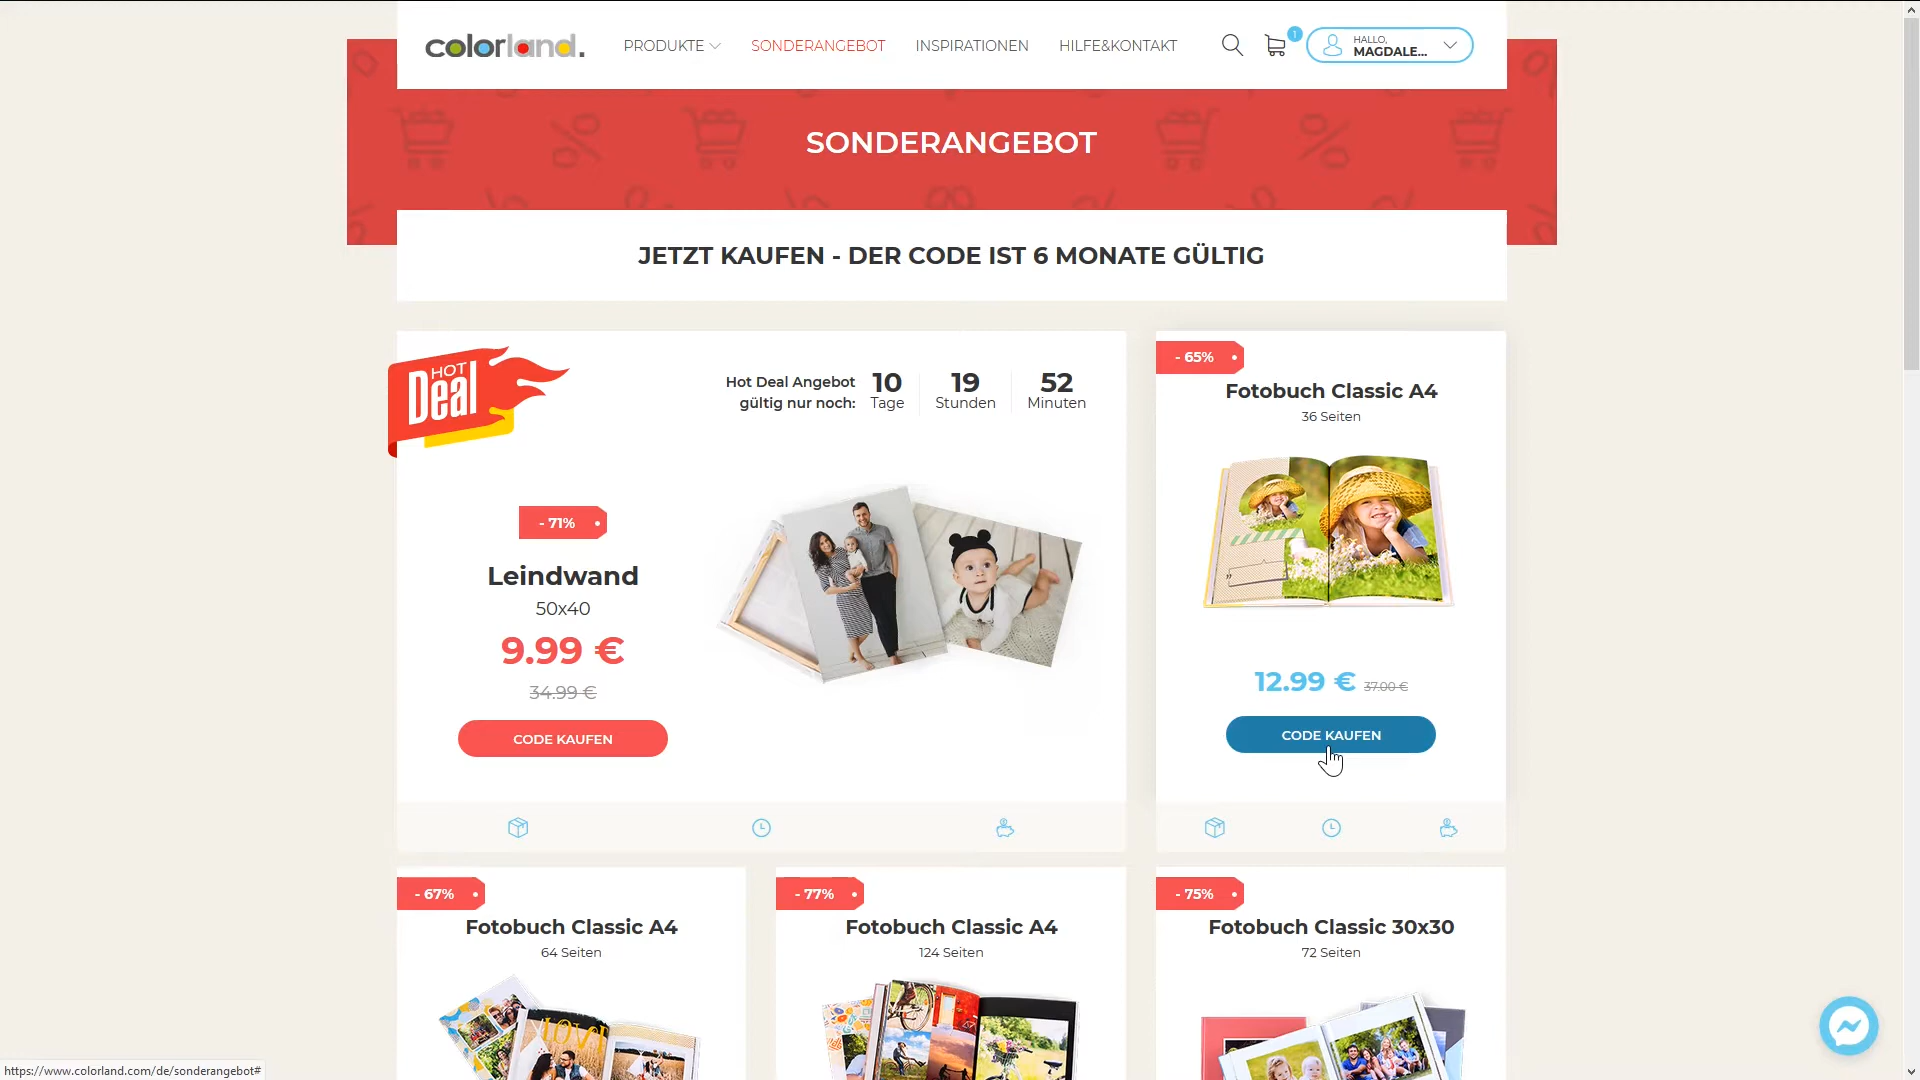 colorland.
PRODUKTE
SONDERANGEBOT
INSPIRATIONEN
HILFE&KONTAKT
1
HALLO,
MAGDALE...
SONDERANGEBOT
JETZT KAUFEN - DER CODE IST 6 MONATE GÜLTIG
HOT
Deal
Hot Deal Angebot
gültig nur noch:
10
Tage
19
Stunden
52
Minuten
- 71%
Leindwand
50x40
9.99 €
34.99 €
CODE KAUFEN
- 65%
Fotobuch Classic A4
36 Seiten
12.99 €
37.00 €
CODE KAUFEN
- 67%
Fotobuch Classic A4
64 Seiten
LOVE
- 77%
Fotobuch Classic A4
124 Seiten
- 75%
Fotobuch Classic 30x30
72 Seiten
https://www.colorland.com/de/sonderangebot#